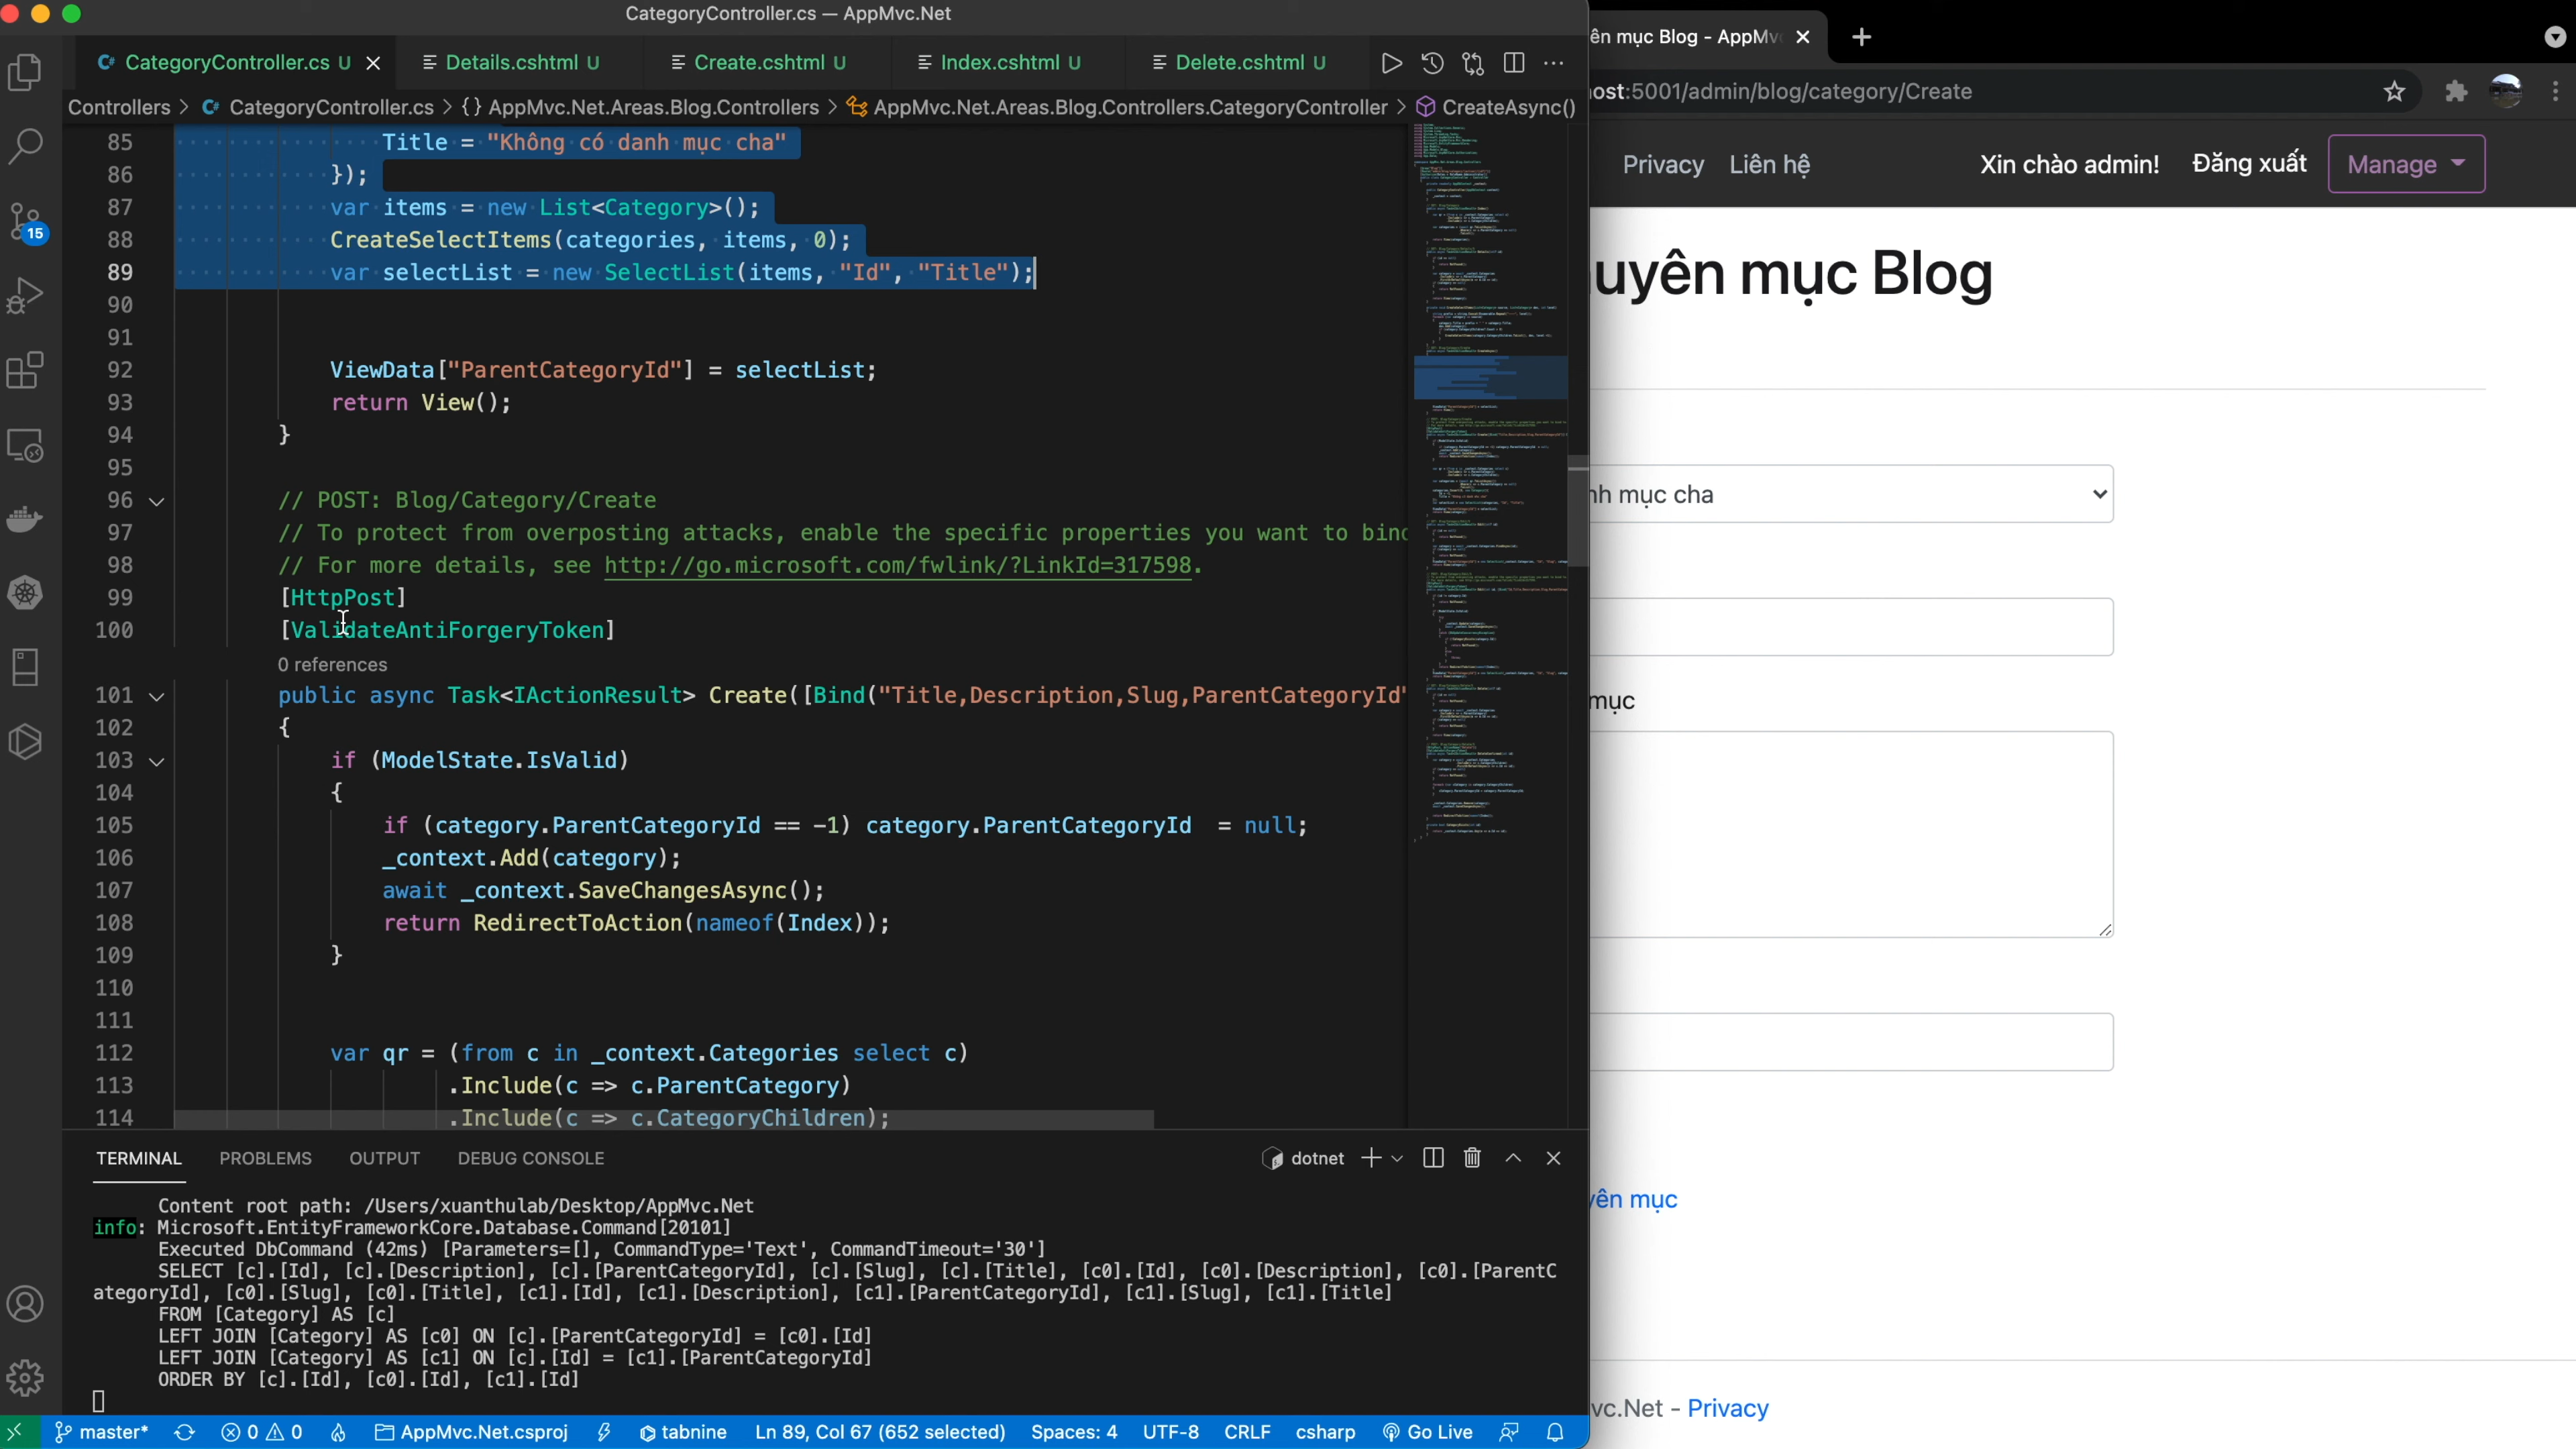 CategoryController.cs — AppMvc.Net
CategoryController.cs U
Details.cshtml U
Create.cshtml U
Index.cshtml U
Delete.cshtml U
Controllers > CategoryController.cs > {} AppMvc.Net.Areas.Blog.Controllers > AppMvc.Net.Areas.Blog.Controllers.CategoryController > CreateAsync()
85 Title = "Không có danh mục cha"
86 });
87 var items = new List<Category>();
88 CreateSelectItems(categories, items, 0);
89 var selectList = new SelectList(items, "Id", "Title");
90
91
92 ViewData["ParentCategoryId"] = selectList;
93 return View();
94 }
95
96 // POST: Blog/Category/Create
97 // To protect from overposting attacks, enable the specific properties you want to bind
98 // For more details, see http://go.microsoft.com/fwlink/?LinkId=317598.
99 [HttpPost]
100 [ValidateAntiForgeryToken]
0 references
101 public async Task<IActionResult> Create([Bind("Title,Description,Slug,ParentCategoryId"
102 {
103 if (ModelState.IsValid)
104 {
105 if (category.ParentCategoryId == -1) category.ParentCategoryId = null;
106 _context.Add(category);
107 await _context.SaveChangesAsync();
108 return RedirectToAction(nameof(Index));
109 }
110
111
112 var qr = (from c in _context.Categories select c)
113 .Include(c => c.ParentCategory)
114 .Include(c => c.CategoryChildren);
15
TERMINAL PROBLEMS OUTPUT DEBUG CONSOLE
dotnet
Content root path: /Users/xuanthulab/Desktop/AppMvc.Net
info: Microsoft.EntityFrameworkCore.Database.Command[20101]
Executed DbCommand (42ms) [Parameters=[], CommandType='Text', CommandTimeout='30']
SELECT [c].[Id], [c].[Description], [c].[ParentCategoryId], [c].[Slug], [c].[Title], [c0].[Id], [c0].[Description], [c0].[ParentC
ategoryId], [c0].[Slug], [c0].[Title], [c1].[Id], [c1].[Description], [c1].[ParentCategoryId], [c1].[Slug], [c1].[Title]
FROM [Category] AS [c]
LEFT JOIN [Category] AS [c0] ON [c].[ParentCategoryId] = [c0].[Id]
LEFT JOIN [Category] AS [c1] ON [c].[Id] = [c1].[ParentCategoryId]
ORDER BY [c].[Id], [c0].[Id], [c1].[Id]
master* 0 0 AppMvc.Net.csproj tabnine Ln 89, Col 67 (652 selected) Spaces: 4 UTF-8 CRLF csharp Go Live
ên mục Blog - AppMv
ost:5001/admin/blog/category/Create
Privacy Liên hệ Xin chào admin! Đăng xuất Manage
uyên mục Blog
nh mục cha
mục
yên mục
vc.Net - Privacy